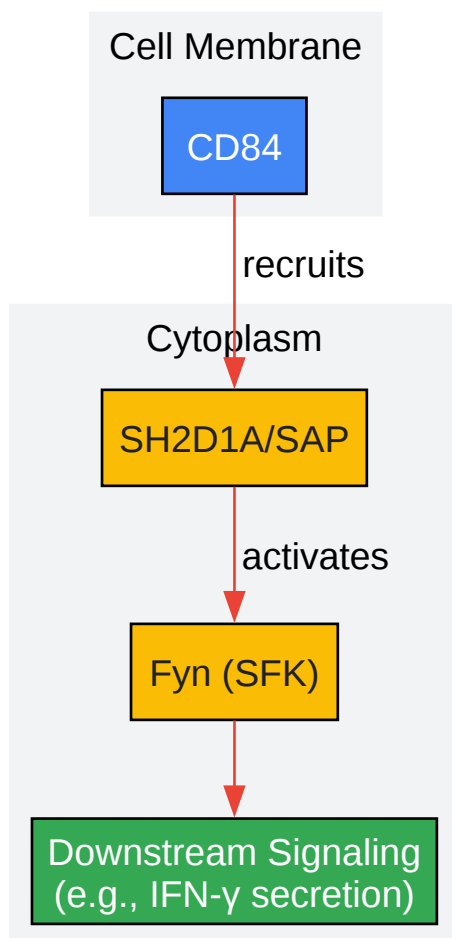 Cell Membrane
CD84
recruits
Cytoplasm
SH2D1A/SAP
activates
Fyn (SFK)
Downstream Signaling
(e.g., IFN-γ secretion)